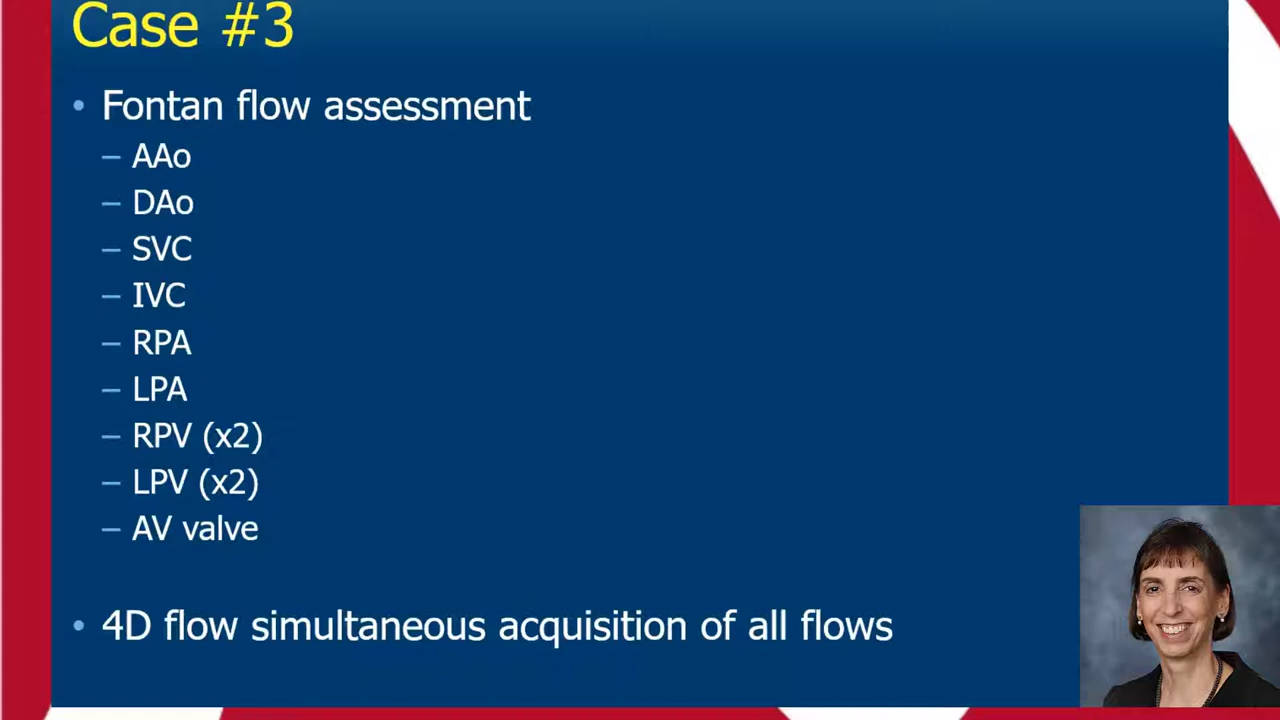 Case #3
• Fontan flow assessment
– AAo
– DAo
– SVC
– IVC
– RPA
– LPA
– RPV (x2)
– LPV (x2)
– AV valve
• 4D flow simultaneous acquisition of all flows